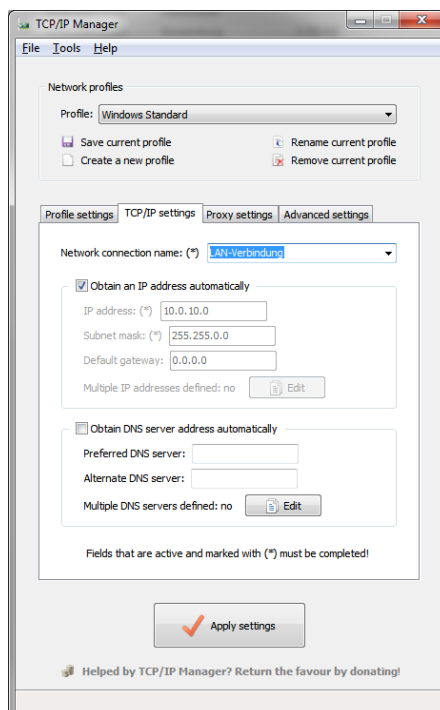 TCP/IP Manager
File Tools Help
Network profiles
Profile: Windows Standard
Save current profile Rename current profile
Create a new profile Remove current profile
Profile settings TCP/IP settings Proxy settings Advanced settings
Network connection name: (*) LAN-Verbindung
Obtain an IP address automatically
IP address: (*) 10.0.10.0
Subnet mask: (*) 255.255.0.0
Default gateway: 0.0.0.0
Multiple IP addresses defined: no Edit
Obtain DNS server address automatically
Preferred DNS server:
Alternate DNS server:
Multiple DNS servers defined: no Edit
Fields that are active and marked with (*) must be completed!
Apply settings
Helped by TCP/IP Manager? Return the favour by donating!